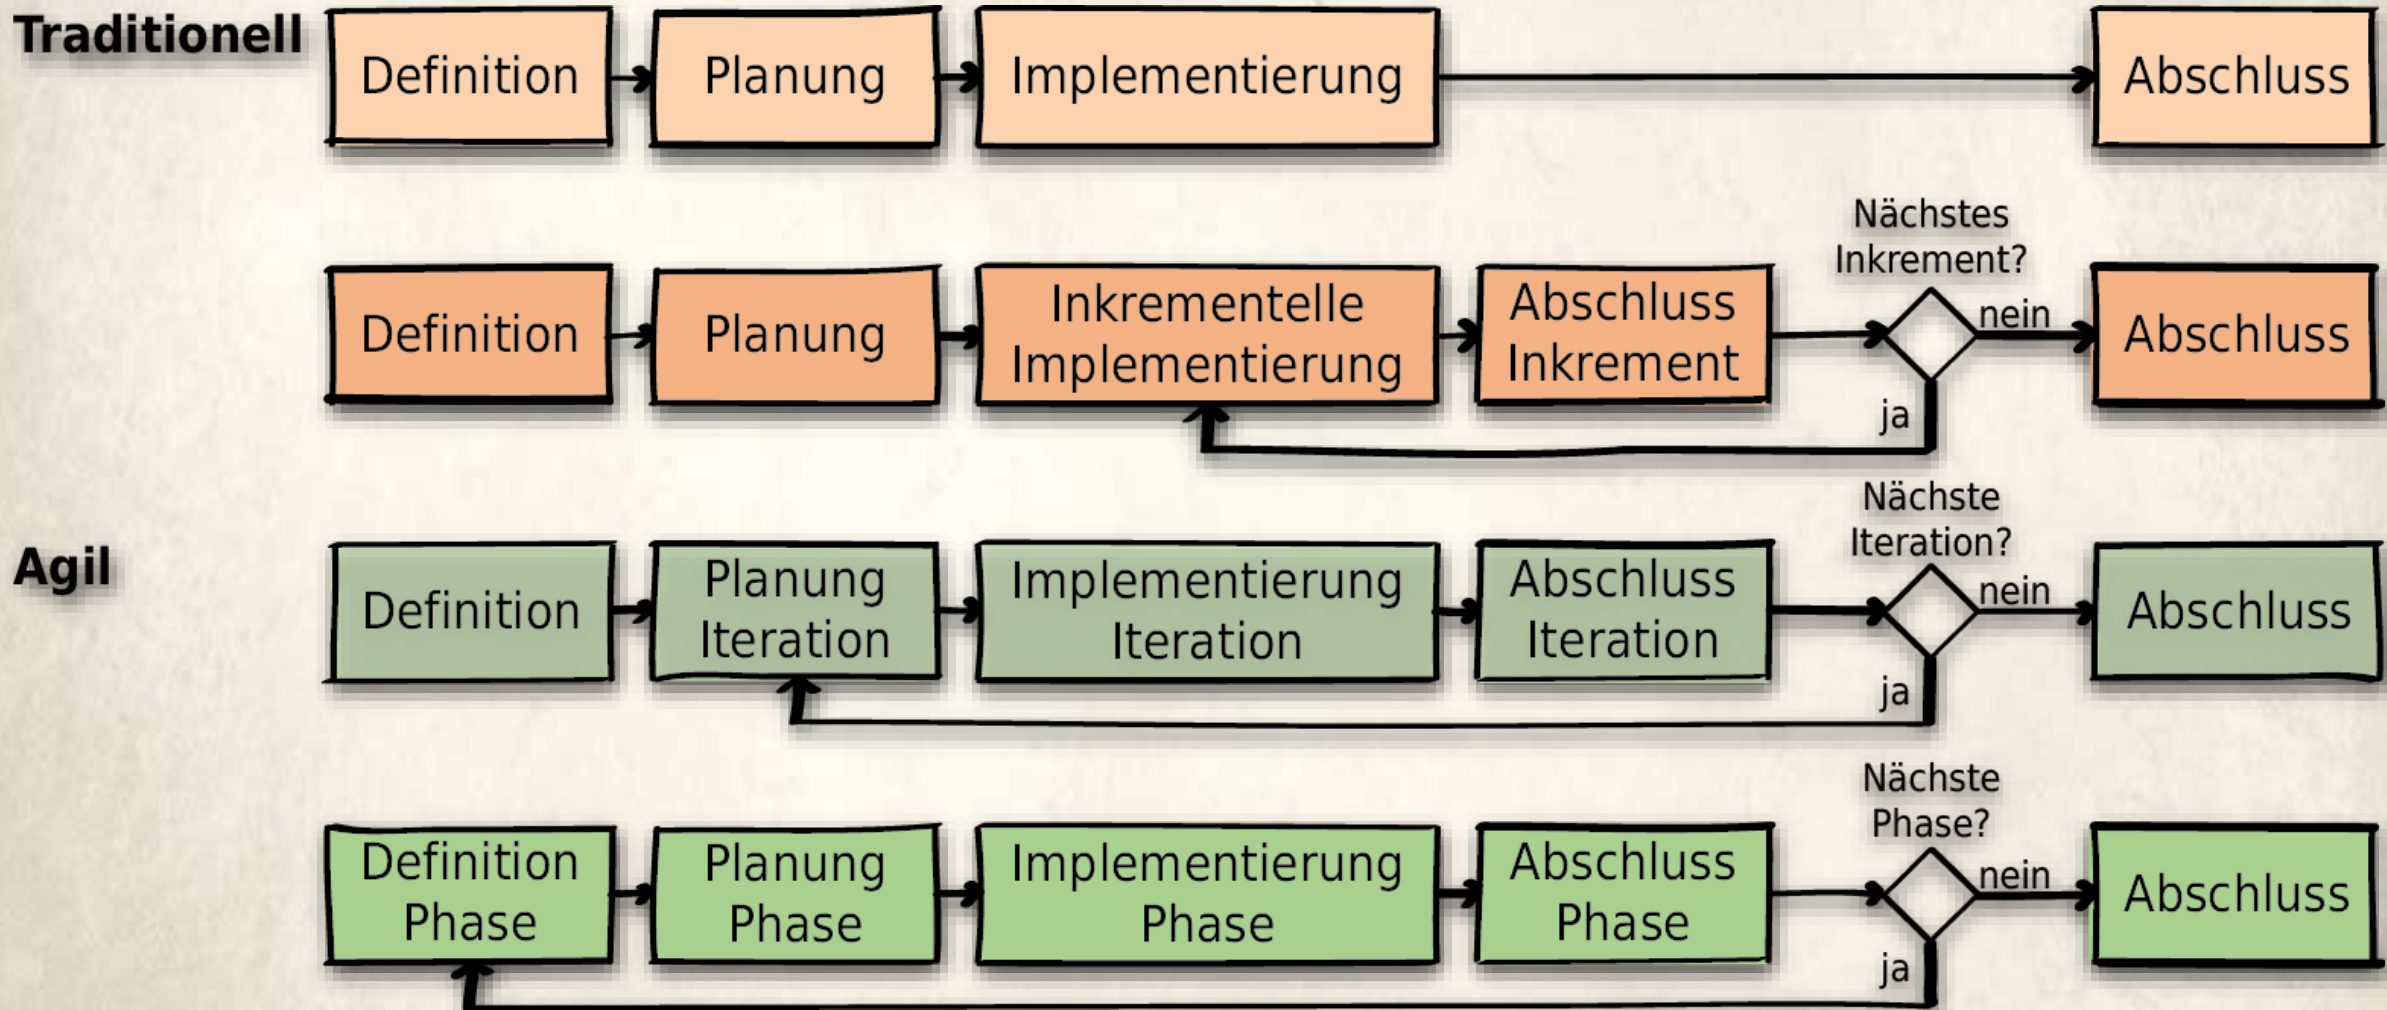 Traditionell
Definition
Planung
Implementierung
Abschluss
Definition
Planung
Inkrementelle
Implementierung
Abschluss
Inkrement
Nächstes
Inkrement?
nein
ja
Abschluss
Agil
Definition
Planung
Iteration
Implementierung
Iteration
Abschluss
Iteration
Nächste
Iteration?
nein
ja
Abschluss
Definition
Phase
Planung
Phase
Implementierung
Phase
Abschluss
Phase
Nächste
Phase?
nein
ja
Abschluss